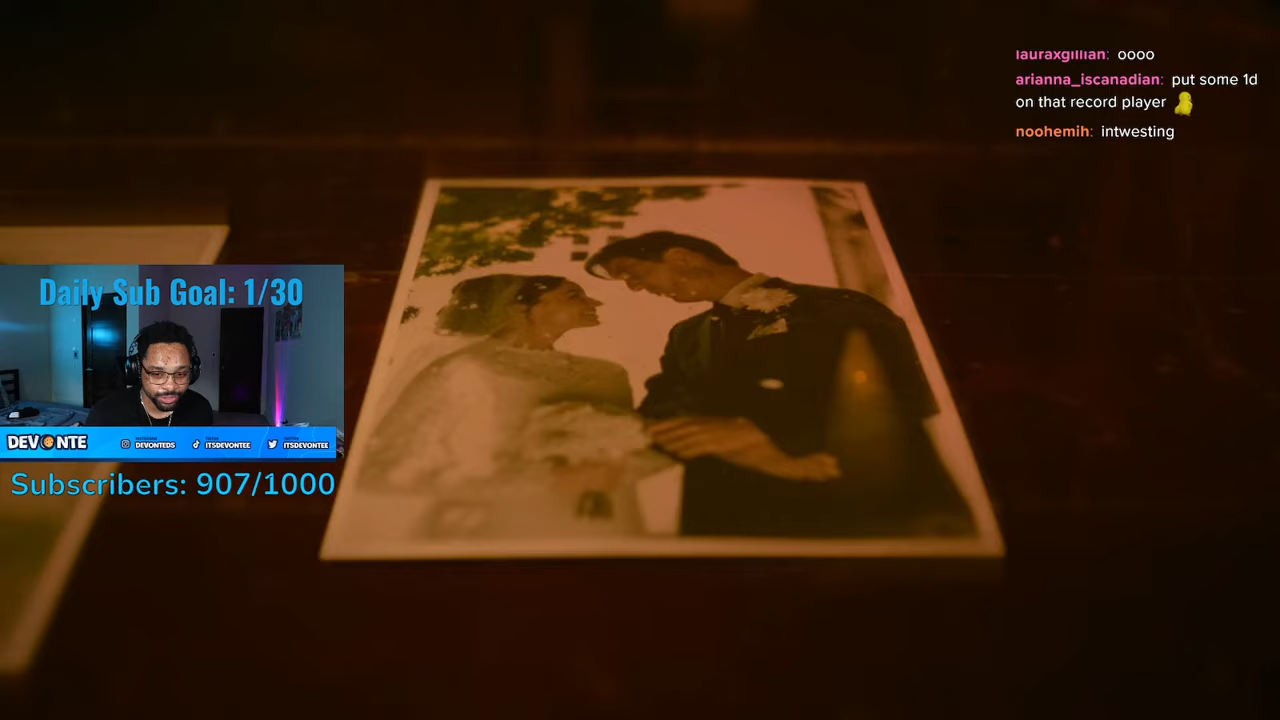 lauraxgillian: oooo
arianna_iscanadian: put some 1d
on that record player
noohemih: intwesting
Daily Sub Goal: 1/30
DEVONTE
DEVONTEDS
ITSDEVONTEE
ITSDEVONTEE
Subscribers: 907/1000